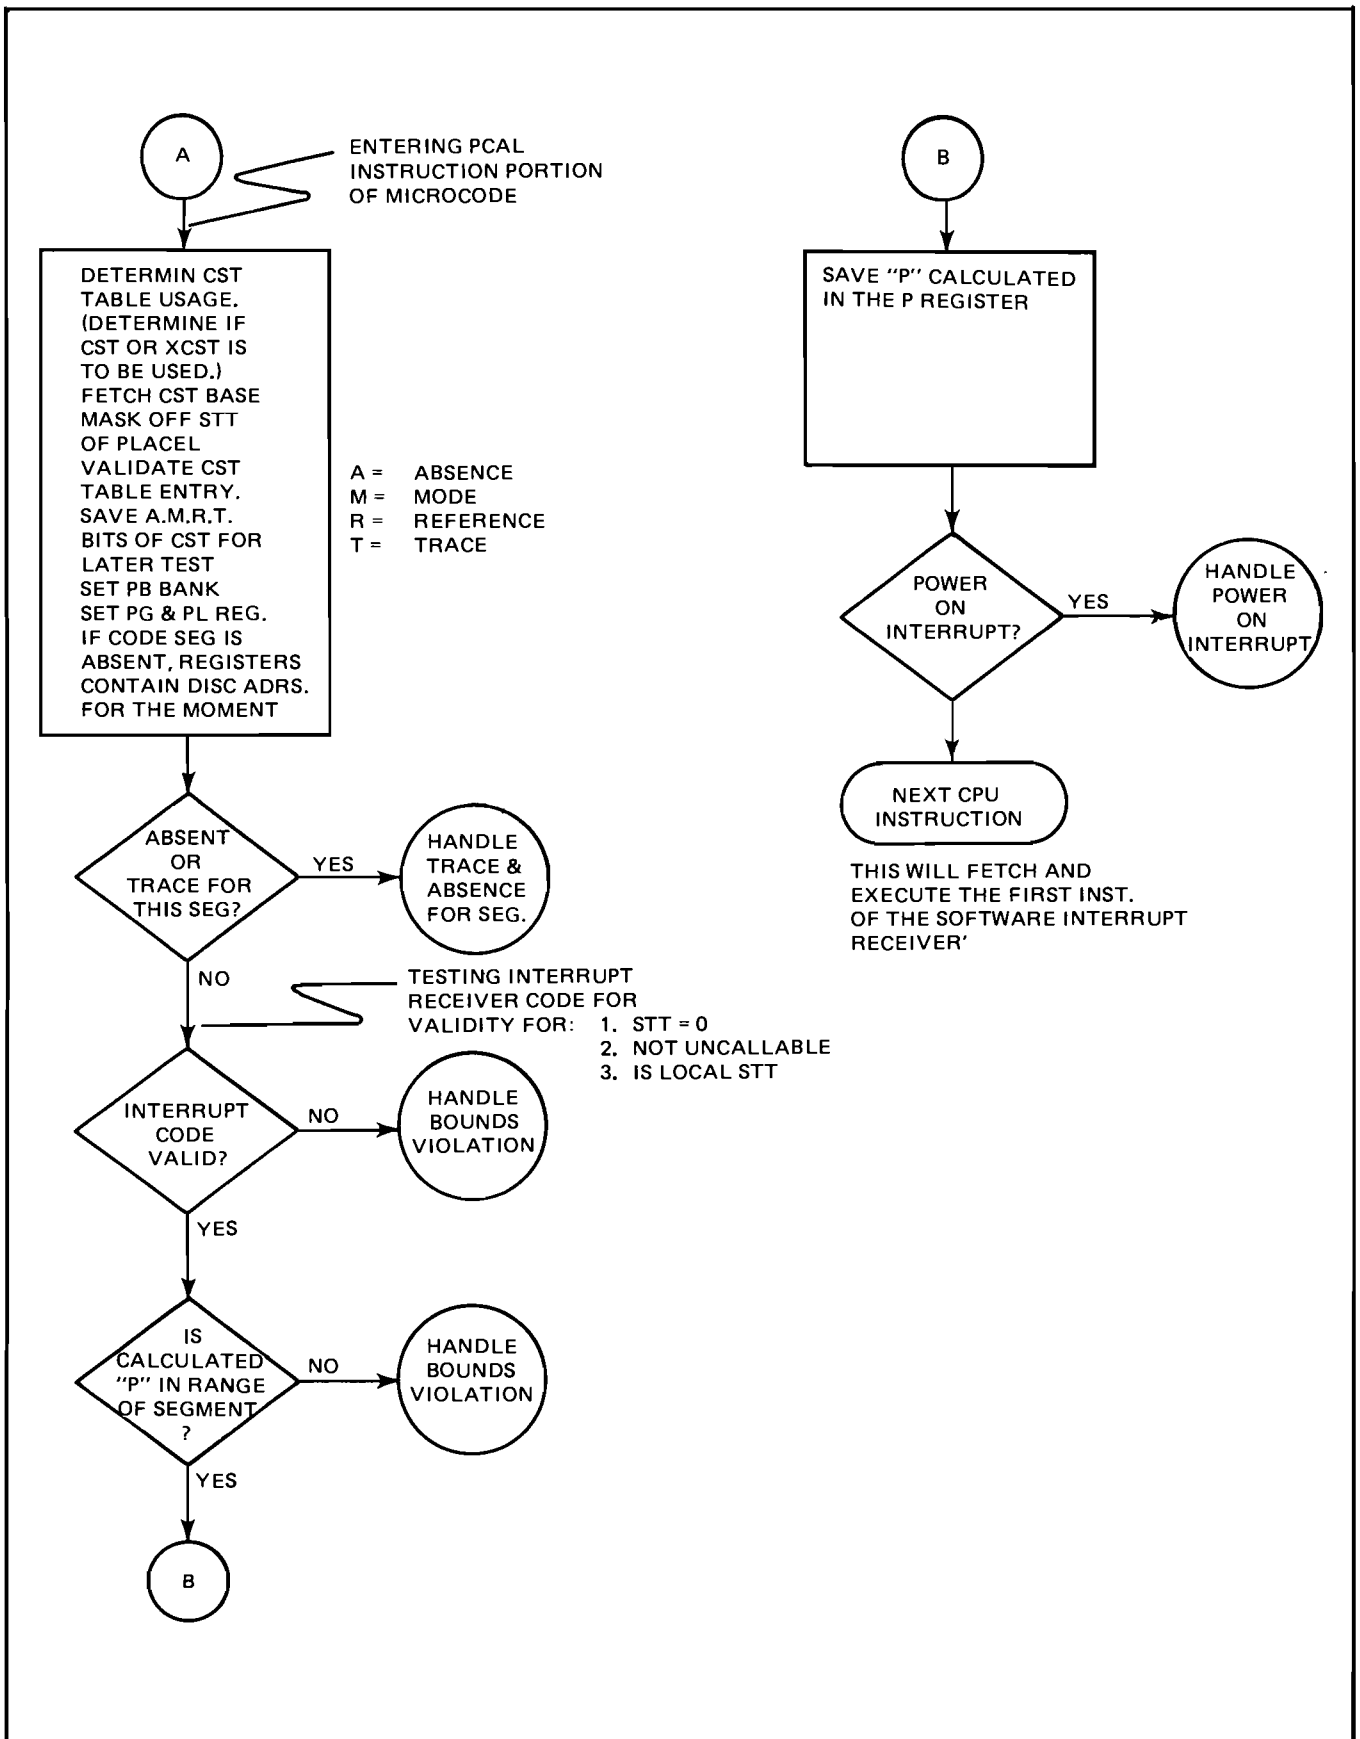 A
ENTERING PCAL
INSTRUCTION PORTION
OF MICROCODE
DETERMIN CST
TABLE USAGE.
(DETERMINE IF
CST OR XCST IS
TO BE USED.)
FETCH CST BASE
MASK OFF STT
OF PLACEL
VALIDATE CST
TABLE ENTRY.
SAVE A.M.R.T.
BITS OF CST FOR
LATER TEST
SET PB BANK
SET PG & PL REG.
IF CODE SEG IS
ABSENT, REGISTERS
CONTAIN DISC ADRS.
FOR THE MOMENT
A = ABSENCE
M = MODE
R = REFERENCE
T = TRACE
ABSENT
OR
TRACE FOR
THIS SEG?
YES
HANDLE
TRACE &
ABSENCE
FOR SEG.
NO
TESTING INTERRUPT
RECEIVER CODE FOR
VALIDITY FOR: 1. STT = 0
2. NOT UNCALLABLE
3. IS LOCAL STT
INTERRUPT
CODE
VALID?
NO
HANDLE
BOUNDS
VIOLATION
YES
IS
CALCULATED
"P" IN RANGE
OF SEGMENT
?
NO
HANDLE
BOUNDS
VIOLATION
YES
B
B
SAVE "P" CALCULATED
IN THE P REGISTER
POWER
ON
INTERRUPT?
YES
HANDLE
POWER
ON
INTERRUPT
NEXT CPU
INSTRUCTION
THIS WILL FETCH AND
EXECUTE THE FIRST INST.
OF THE SOFTWARE INTERRUPT
RECEIVER'